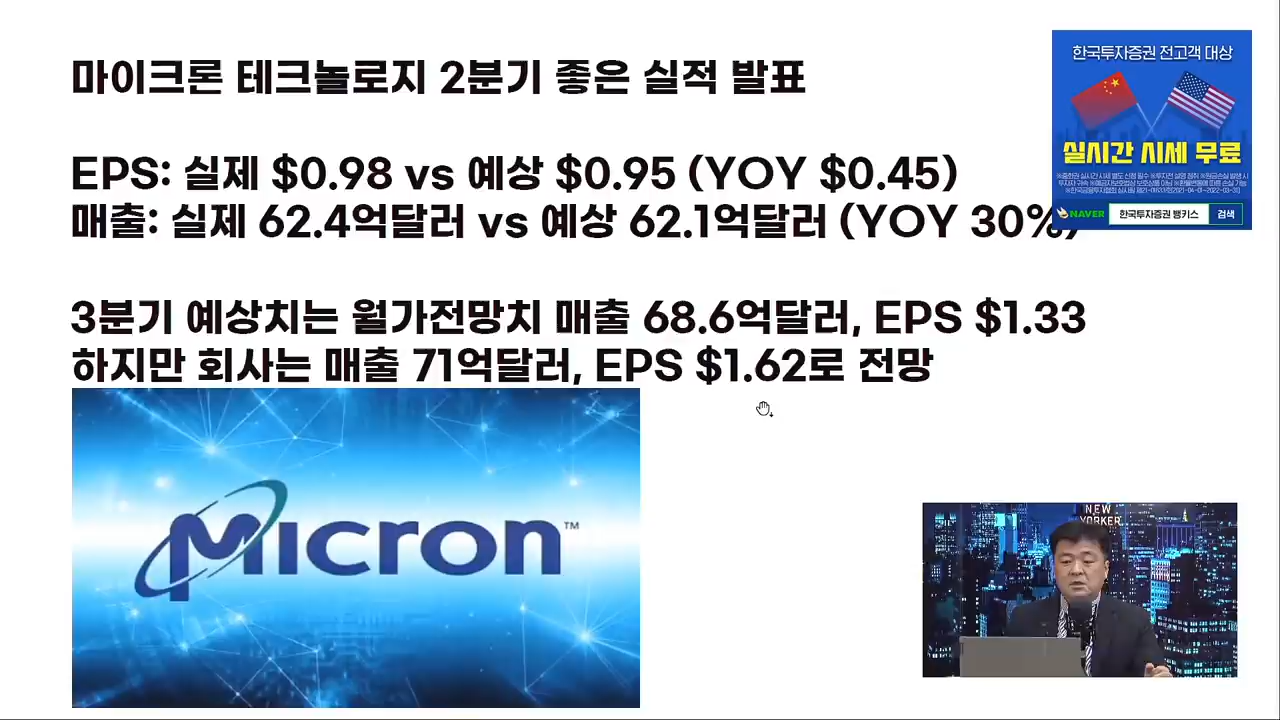 마이크론 테크놀로지 2분기 좋은 실적 발표
EPS: 실제 $0.98 vs 예상 $0.95 (YOY $0.45)
매출: 실제 62.4억달러 vs 예상 62.1억달러 (YOY 30%)
3분기 예상치는 월가전망치 매출 68.6억달러, EPS $1.33
하지만 회사는 매출 71억달러, EPS $1.62로 전망
한국투자증권 전고객 대상
실시간 시세 무료
NAVER 한국투자증권 뱅키스 검색
Micron™
NEW
YORKER